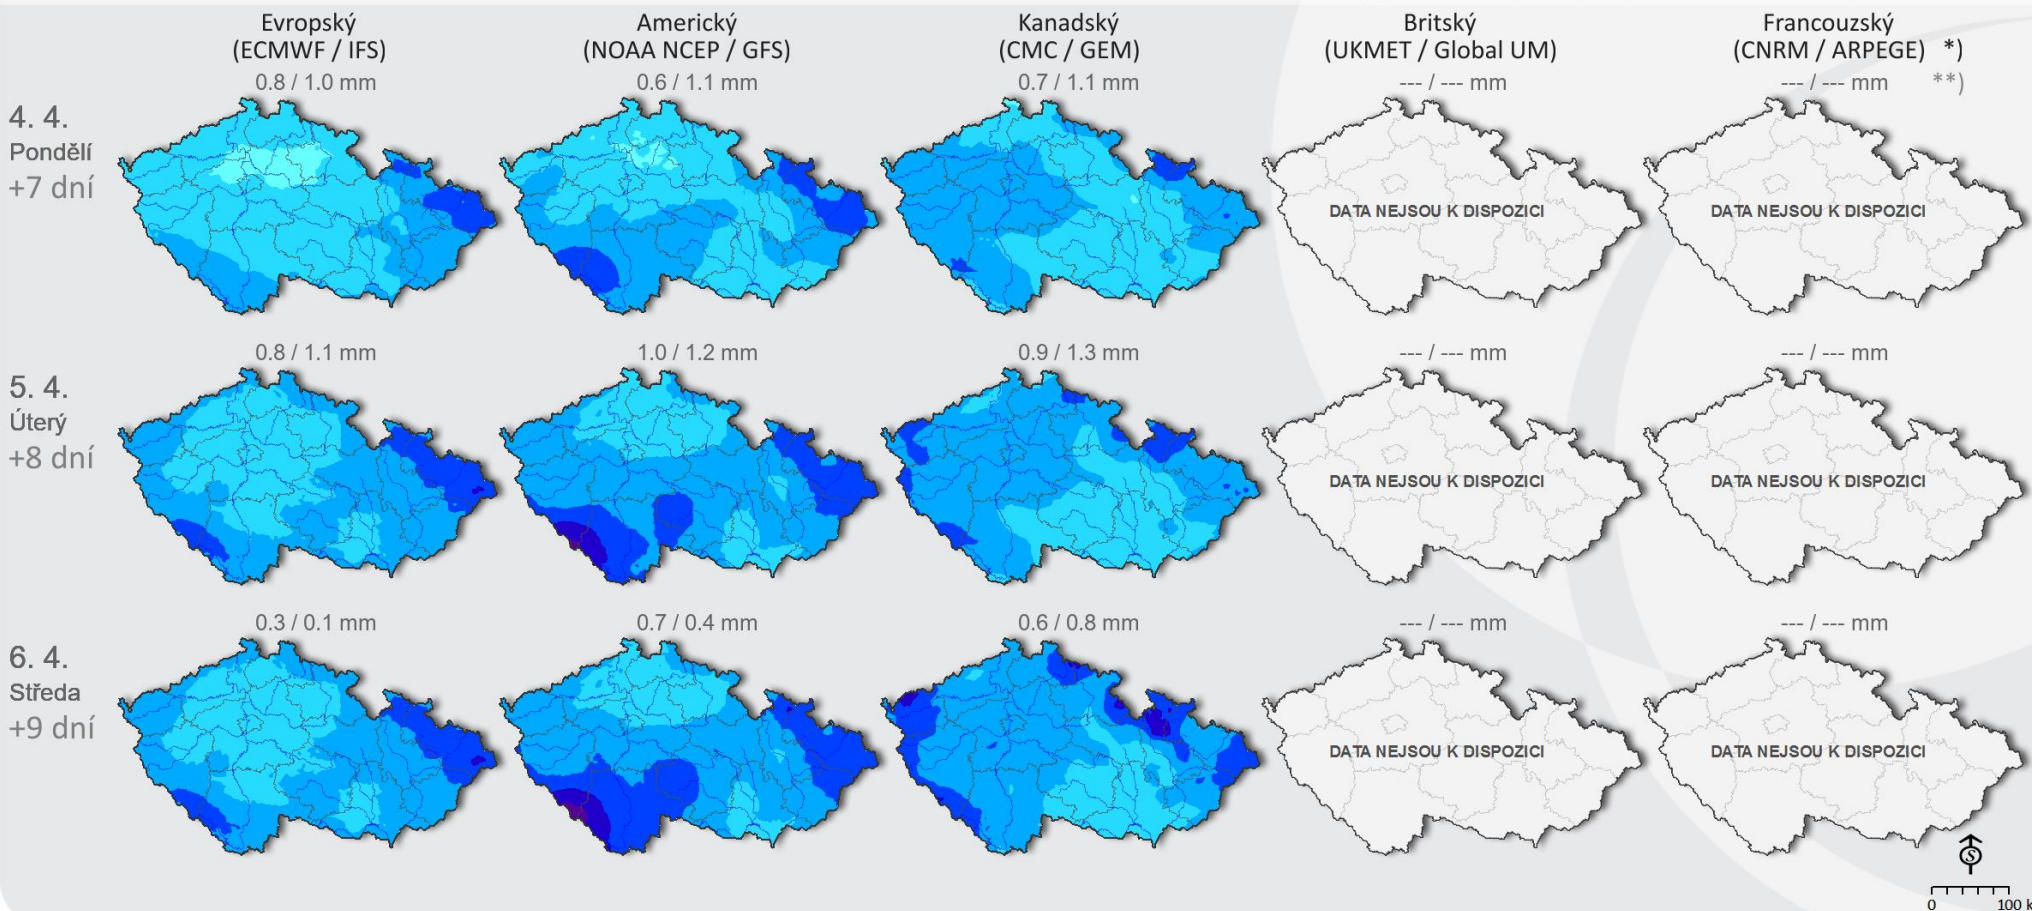 Evropský
(ECMWF / IFS)
Americký
(NOAA NCEP / GFS)
Kanadský
(CMC / GEM)
Britský
(UKMET / Global UM)
Francouzský
(CNRM / ARPEGE) *)
0.8 / 1.0 mm
0.6 / 1.1 mm
0.7 / 1.1 mm
--- / --- mm
--- / --- mm **)
4. 4.
Pondělí
+7 dní
DATA NEJSOU K DISPOZICI
DATA NEJSOU K DISPOZICI
0.8 / 1.1 mm
1.0 / 1.2 mm
0.9 / 1.3 mm
--- / --- mm
--- / --- mm
5. 4.
Úterý
+8 dní
DATA NEJSOU K DISPOZICI
DATA NEJSOU K DISPOZICI
0.3 / 0.1 mm
0.7 / 0.4 mm
0.6 / 0.8 mm
--- / --- mm
--- / --- mm
6. 4.
Středa
+9 dní
DATA NEJSOU K DISPOZICI
DATA NEJSOU K DISPOZICI
S
0 100 k